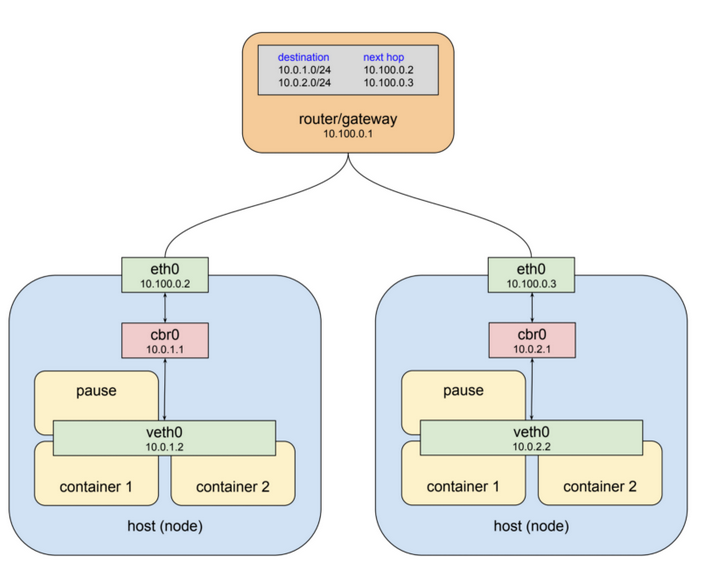 destination next hop
10.0.1.0/24 10.100.0.2
10.0.2.0/24 10.100.0.3
router/gateway
10.100.0.1
eth0
10.100.0.2
cbr0
10.0.1.1
pause
veth0
10.0.1.2
container 1
container 2
host (node)
eth0
10.100.0.3
cbr0
10.0.2.1
pause
veth0
10.0.2.2
container 1
container 2
host (node)